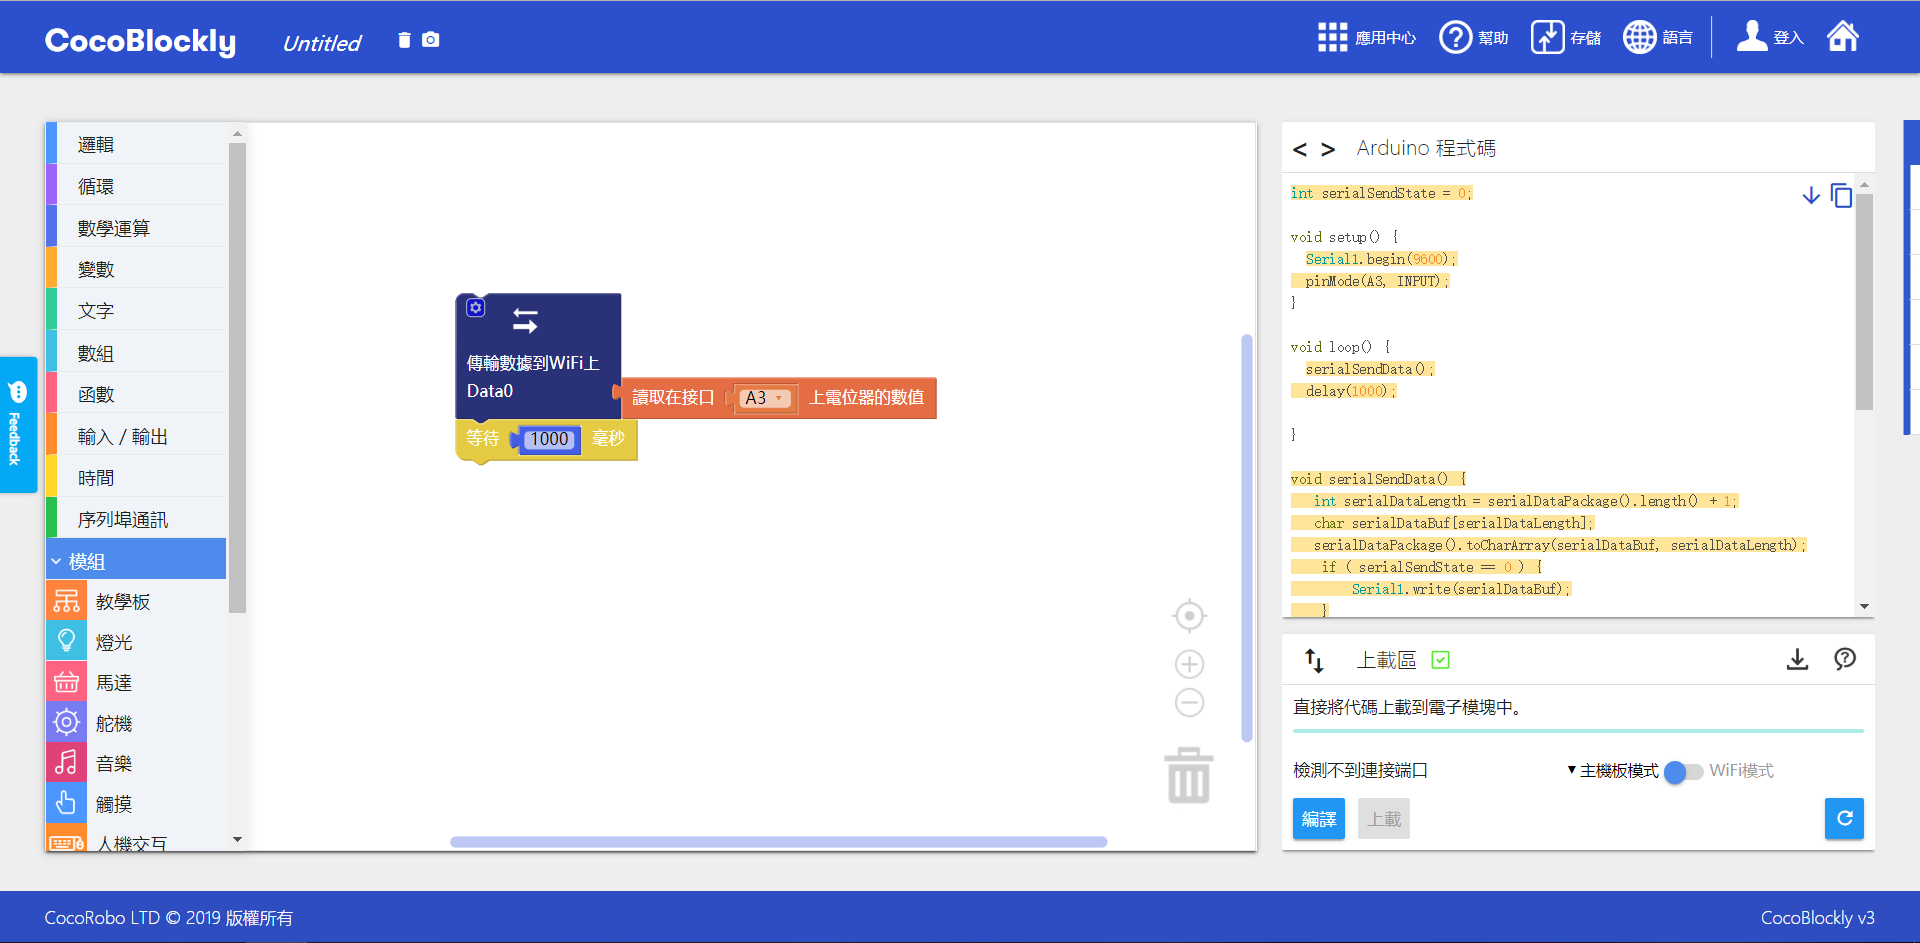 CocoBlockly
Untitled
應用中心
幫助
存儲
語言
登入
邏輯
循環
數學運算
變數
文字
數組
函數
輸入 / 輸出
時間
序列埠通訊
模組
教學板
燈光
馬達
舵機
音樂
觸摸
人機交互
Feedback
傳輸數據到WiFi上
Data0
讀取在接口 A3 上電位器的數值
等待 1000 毫秒
< > Arduino 程式碼
int serialSendState = 0;
void setup() {
Serial1.begin(9600);
pinMode(A3, INPUT);
}
void loop() {
serialSendData();
delay(1000);
}
void serialSendData() {
int serialDataLength = serialDataPackage().length() + 1;
char serialDataBuf[serialDataLength];
serialDataPackage().toCharArray(serialDataBuf, serialDataLength);
if ( serialSendState == 0 ) {
Serial1.write(serialDataBuf);
}
上載區
直接將代碼上載到電子模塊中。
檢測不到連接端口
主機板模式
WiFi模式
編譯
上載
CocoRobo LTD © 2019 版權所有
CocoBlockly v3